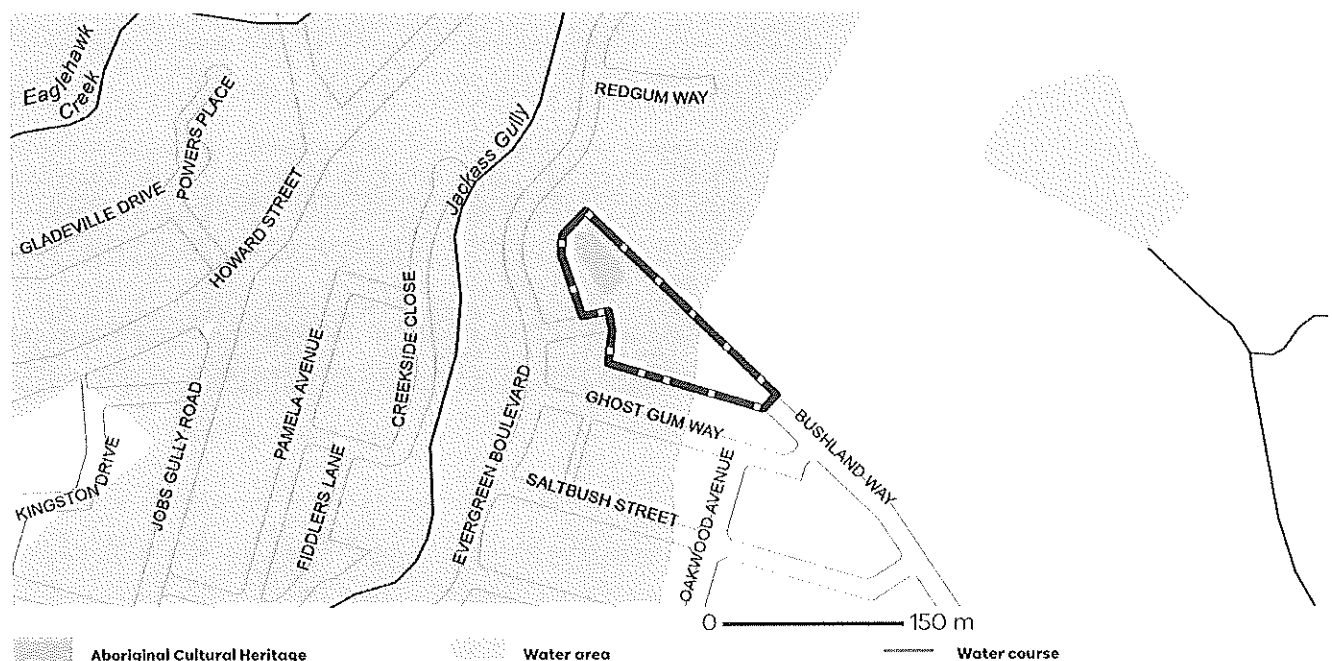 Eaglehawk
Creek
POWERS PLACE
GLADEVILLE DRIVE
HOWARD STREET
Jackass Gully
REDGUM WAY
CREEKSIDE CLOSE
PAMELA AVENUE
JOBS GULLY ROAD
KINGSTON DRIVE
FIDDLERS LANE
EVERGREEN BOULEVARD
GHOST GUM WAY
SALTBUSH STREET
OAKWOOD AVENUE
BUSHLAND WAY
0 150 m
Aboriginal Cultural Heritage
Water area
Water course